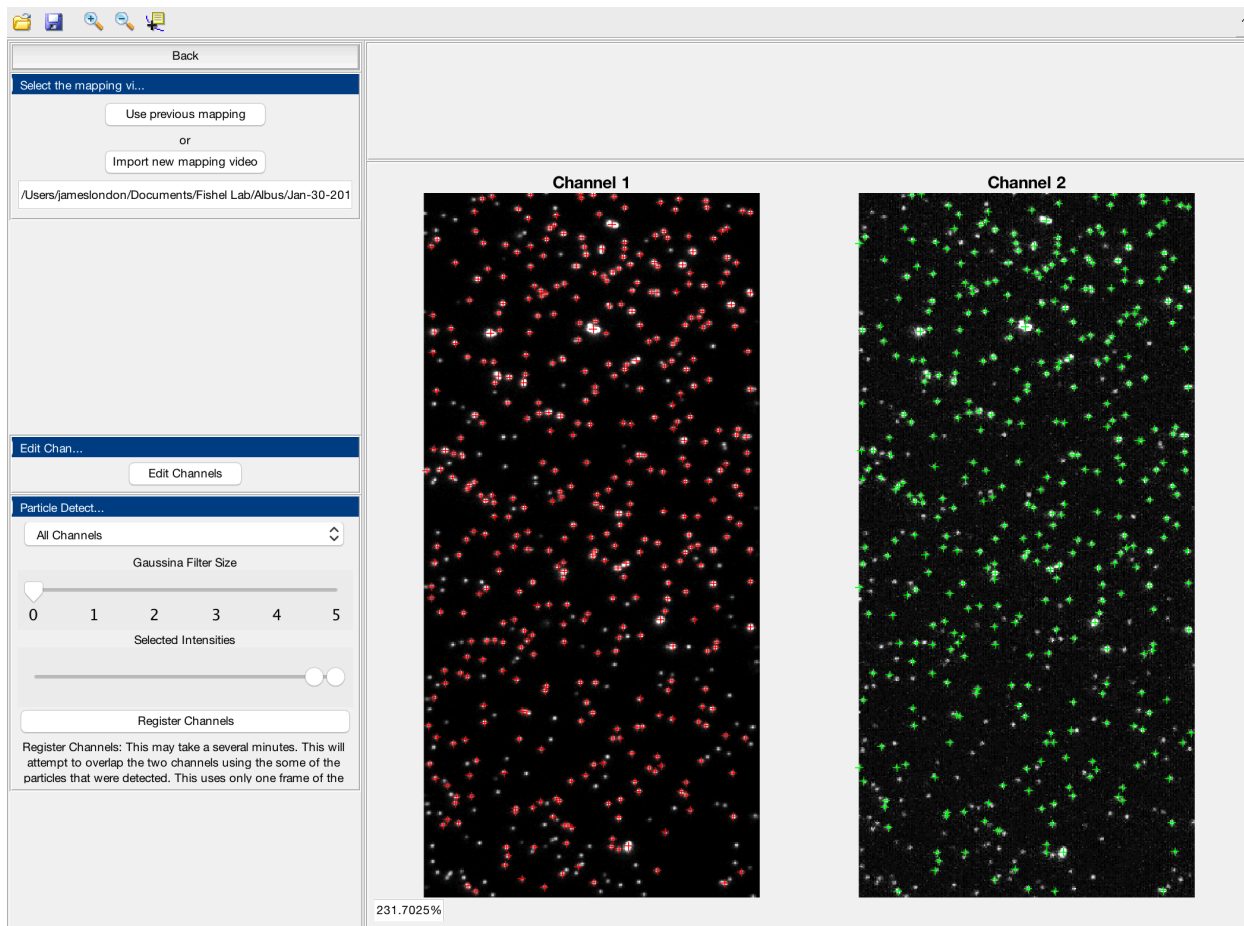 Back
Select the mapping vi...
Use previous mapping
or
Import new mapping video
/Users/jameslondon/Documents/Fishel Lab/Albus/Jan-30-201
Edit Chan...
Edit Channels
Particle Detect...
All Channels
Gaussina Filter Size
0 1 2 3 4 5
Selected Intensities
Register Channels
Register Channels: This may take a several minutes. This will
attempt to overlap the two channels using the some of the
particles that were detected. This uses only one frame of the
Channel 1
Channel 2
231.7025%